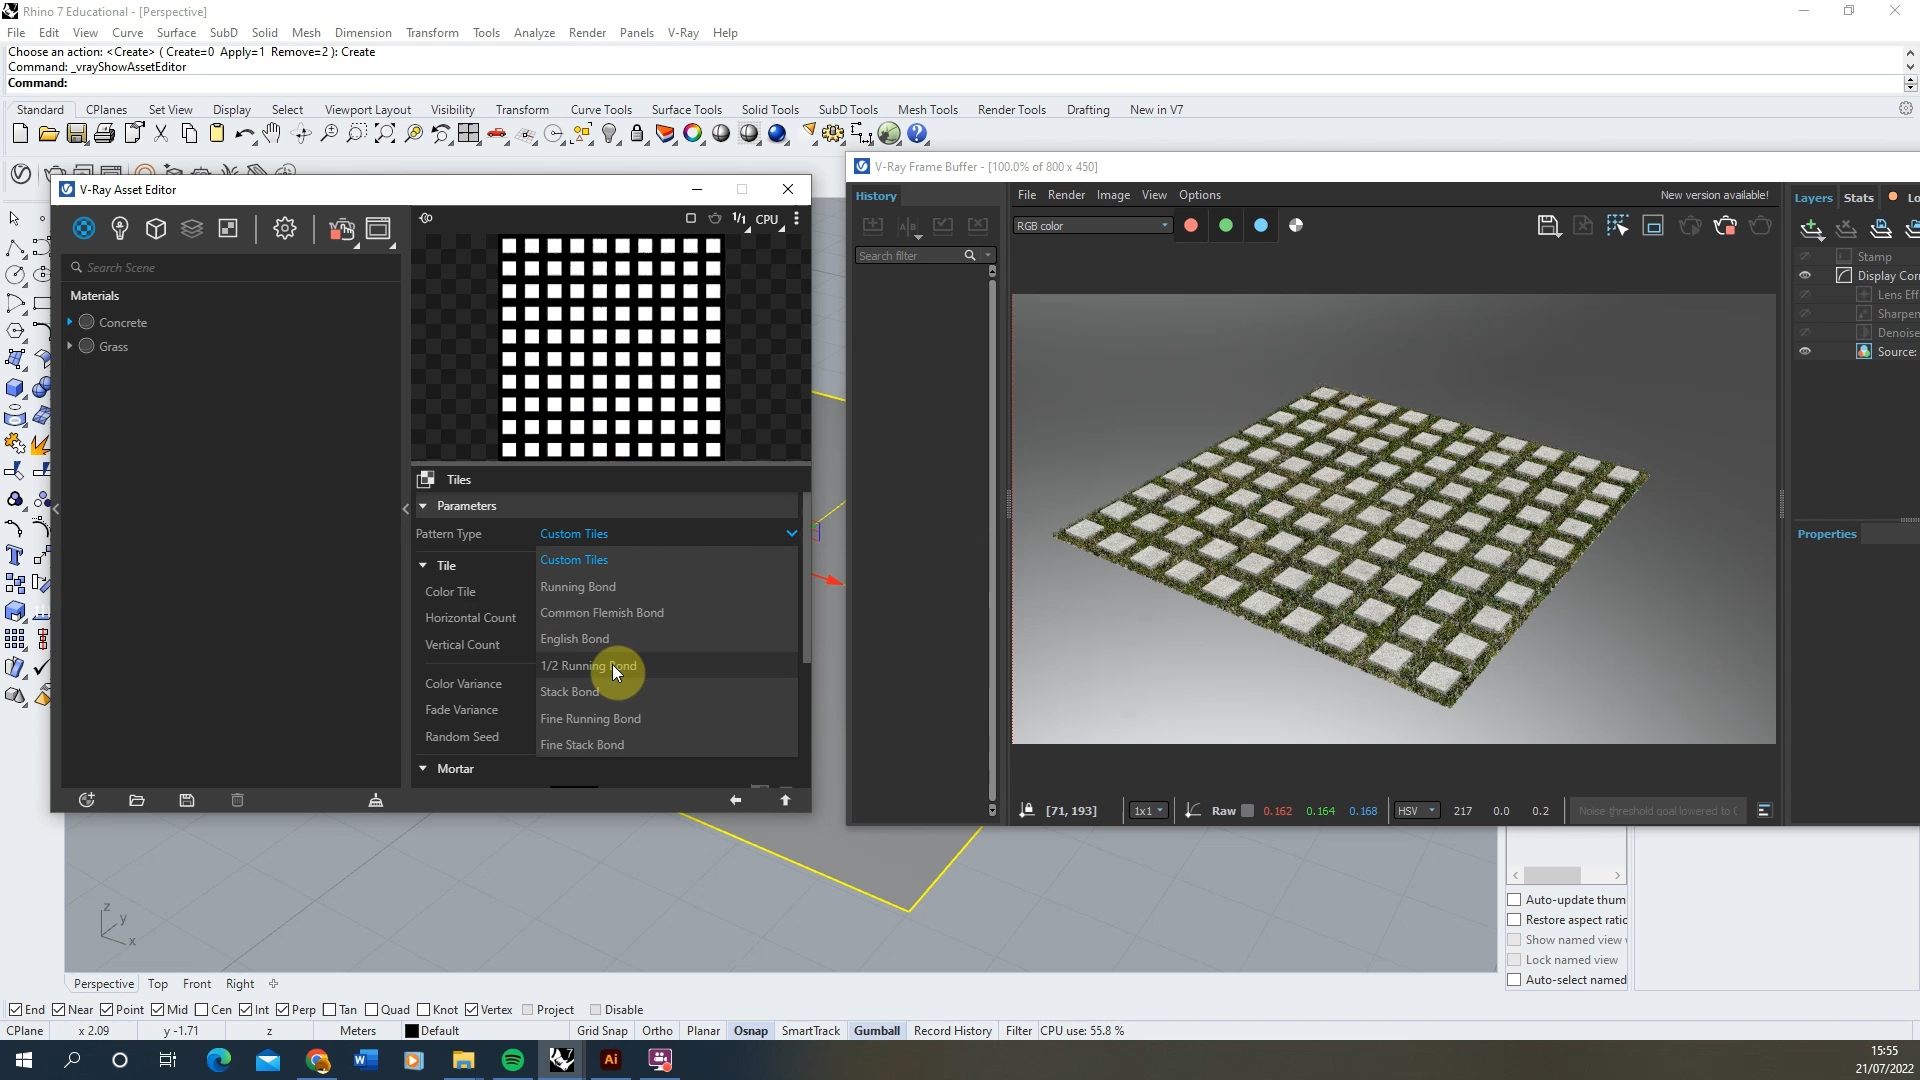 Rhino 7 Educational - [Perspective]
File Edit View Curve Surface SubD Solid Mesh Dimension Transform Tools Analyze Render Panels V-Ray Help
Choose an action: <Create> ( Create=0 Apply=1 Remove=2 ): Create
Command: _vrayShowAssetEditor
Command:
Standard CPlanes Set View Display Select Viewport Layout Visibility Transform Curve Tools Surface Tools Solid Tools SubD Tools Mesh Tools Render Tools Drafting New in V7
V-Ray Asset Editor
1/1 CPU
Search Scene
Materials
Concrete
Grass
Tiles
Parameters
Pattern Type Custom Tiles
Custom Tiles
Running Bond
Common Flemish Bond
English Bond
1/2 Running Bond
Stack Bond
Fine Running Bond
Fine Stack Bond
Tile
Color Tile
Horizontal Count
Vertical Count
Color Variance
Fade Variance
Random Seed
Mortar
V-Ray Frame Buffer - [100.0% of 800 x 450]
History
File Render Image View Options New version available!
RGB color
Search filter
Layers Stats Lo
Stamp
Display Corr
Lens Eff
Sharpen
Denoise
Source:
Properties
[71, 193] 1x1 Raw 0.162 0.164 0.168 HSV 217 0.0 0.2 Noise threshold goal lowered to
Auto-update thum
Restore aspect ratio
Show named view
Lock named view
Auto-select named
z
y
x
Perspective Top Front Right
End Near Point Mid Cen Int Perp Tan Quad Knot Vertex Project Disable
CPlane x 2.09 y -1.71 z Meters Default Grid Snap Ortho Planar Osnap SmartTrack Gumball Record History Filter CPU use: 55.8 %
15:55
21/07/2022